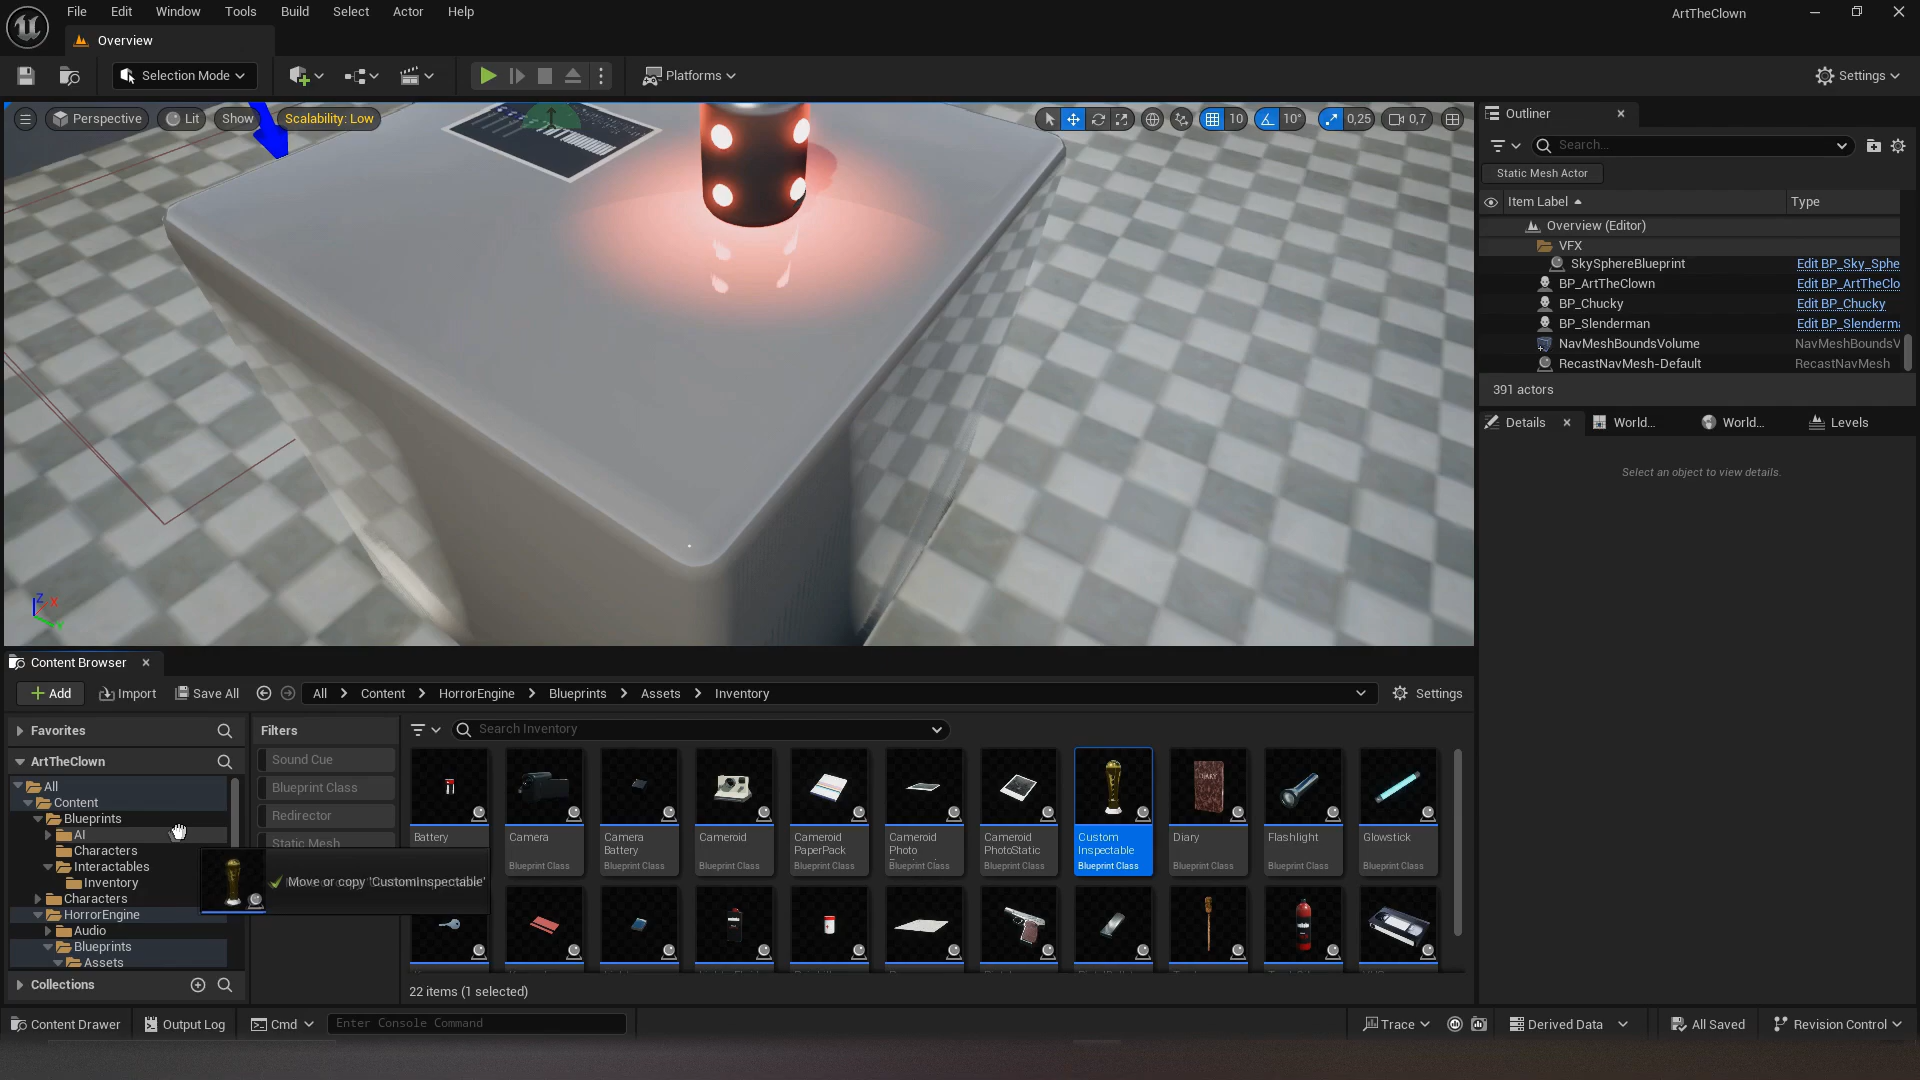 File Edit Window Tools Build Select Actor Help
ArtTheClown
Overview
Selection Mode
Platforms
Settings
Perspective Lit Show Scalability: Low
10 10° 0,25 0,7
Outliner
Search...
Static Mesh Actor
Item Label Type
Overview (Editor)
VFX
SkySphereBlueprint Edit BP_Sky_Sphe
BP_ArtTheClown Edit BP_ArtTheClo
BP_Chucky Edit BP_Chucky
BP_Slenderman Edit BP_Slenderma
NavMeshBoundsVolume NavMeshBoundsV
RecastNavMesh-Default RecastNavMesh
391 actors
Details World... World... Levels
Select an object to view details.
Content Browser
Add Import Save All All Content HorrorEngine Blueprints Assets Inventory Settings
Favorites
Filters
Search Inventory
ArtTheClown
Sound Cue
Blueprint Class
Redirector
Static Mesh
All
Content
Blueprints
AI
Characters
Interactables
Inventory
Characters
HorrorEngine
Audio
Blueprints
Assets
Collections
Move or copy 'CustomInspectable'
Battery
Camera
Camera Battery
Cameroid
Cameroid PaperPack
Cameroid Photo
Cameroid PhotoStatic
Custom Inspectable
Diary
Flashlight
Glowstick
Blueprint Class
Blueprint Class
Blueprint Class
Blueprint Class
Blueprint Class
Blueprint Class
Blueprint Class
Blueprint Class
Blueprint Class
Blueprint Class
Blueprint Class
DIARY
22 items (1 selected)
Content Drawer Output Log Cmd Enter Console Command Trace Derived Data All Saved Revision Control
Z X